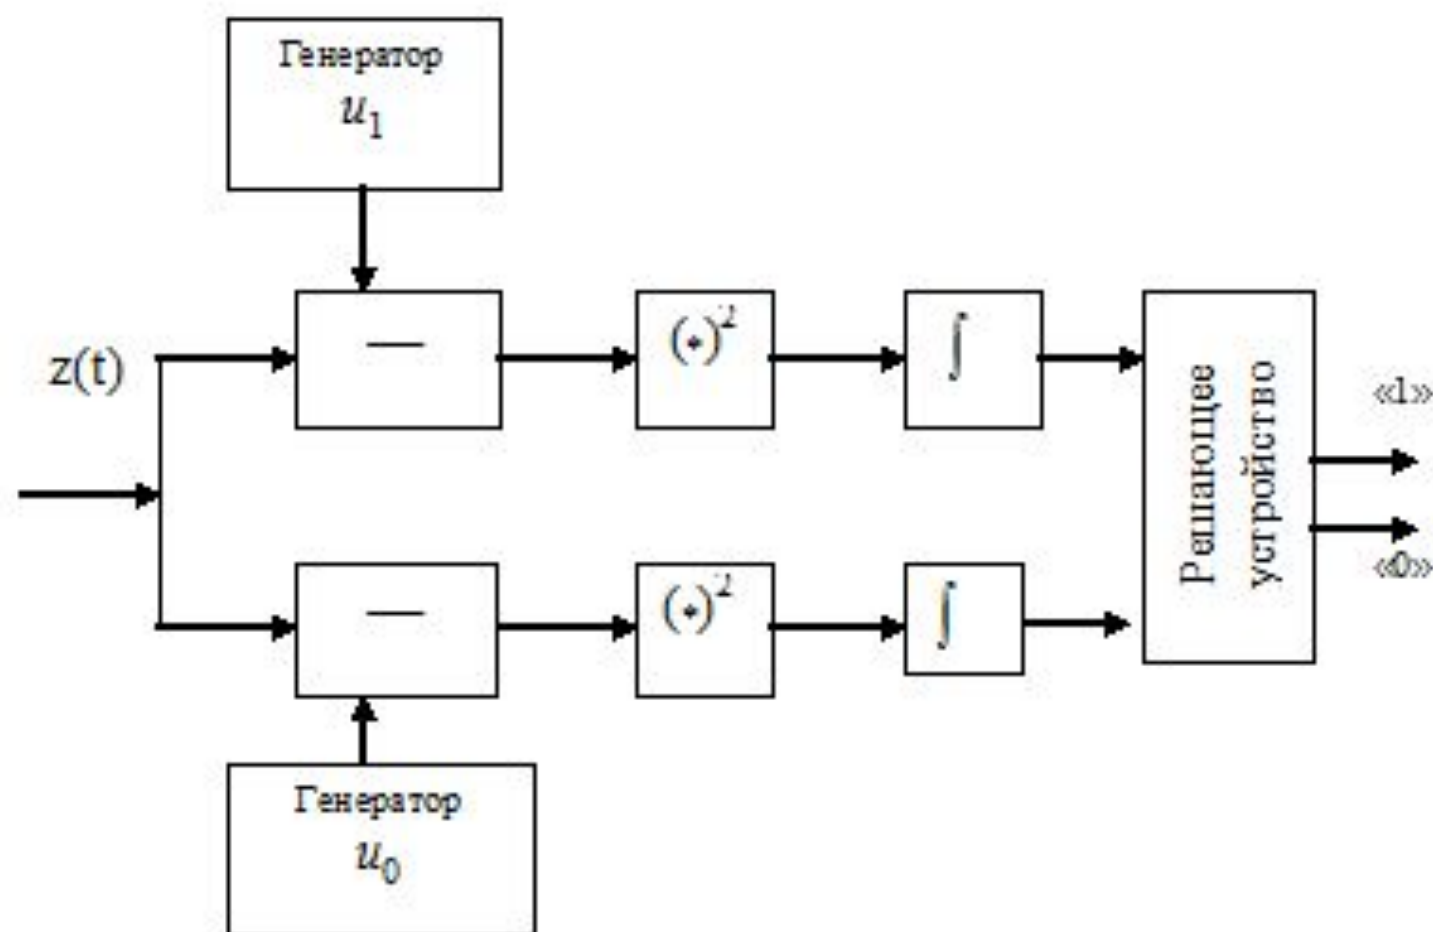 Генератор
u₁
z(t)
—
(•)²
∫
Решающее
устройство
«1»
«0»
—
(•)²
∫
Генератор
u₀